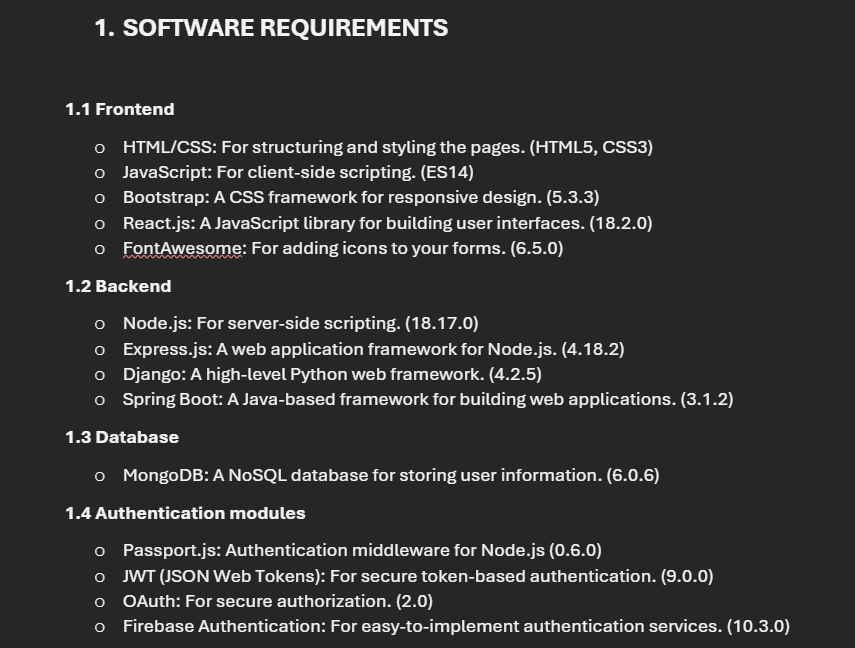 1. SOFTWARE REQUIREMENTS
1.1 Frontend
o HTML/CSS: For structuring and styling the pages. (HTML5, CSS3)
o JavaScript: For client-side scripting. (ES14)
o Bootstrap: A CSS framework for responsive design. (5.3.3)
o React.js: A JavaScript library for building user interfaces. (18.2.0)
o FontAwesome: For adding icons to your forms. (6.5.0)
1.2 Backend
o Node.js: For server-side scripting. (18.17.0)
o Express.js: A web application framework for Node.js. (4.18.2)
o Django: A high-level Python web framework. (4.2.5)
o Spring Boot: A Java-based framework for building web applications. (3.1.2)
1.3 Database
o MongoDB: A NoSQL database for storing user information. (6.0.6)
1.4 Authentication modules
o Passport.js: Authentication middleware for Node.js (0.6.0)
o JWT (JSON Web Tokens): For secure token-based authentication. (9.0.0)
o OAuth: For secure authorization. (2.0)
o Firebase Authentication: For easy-to-implement authentication services. (10.3.0)